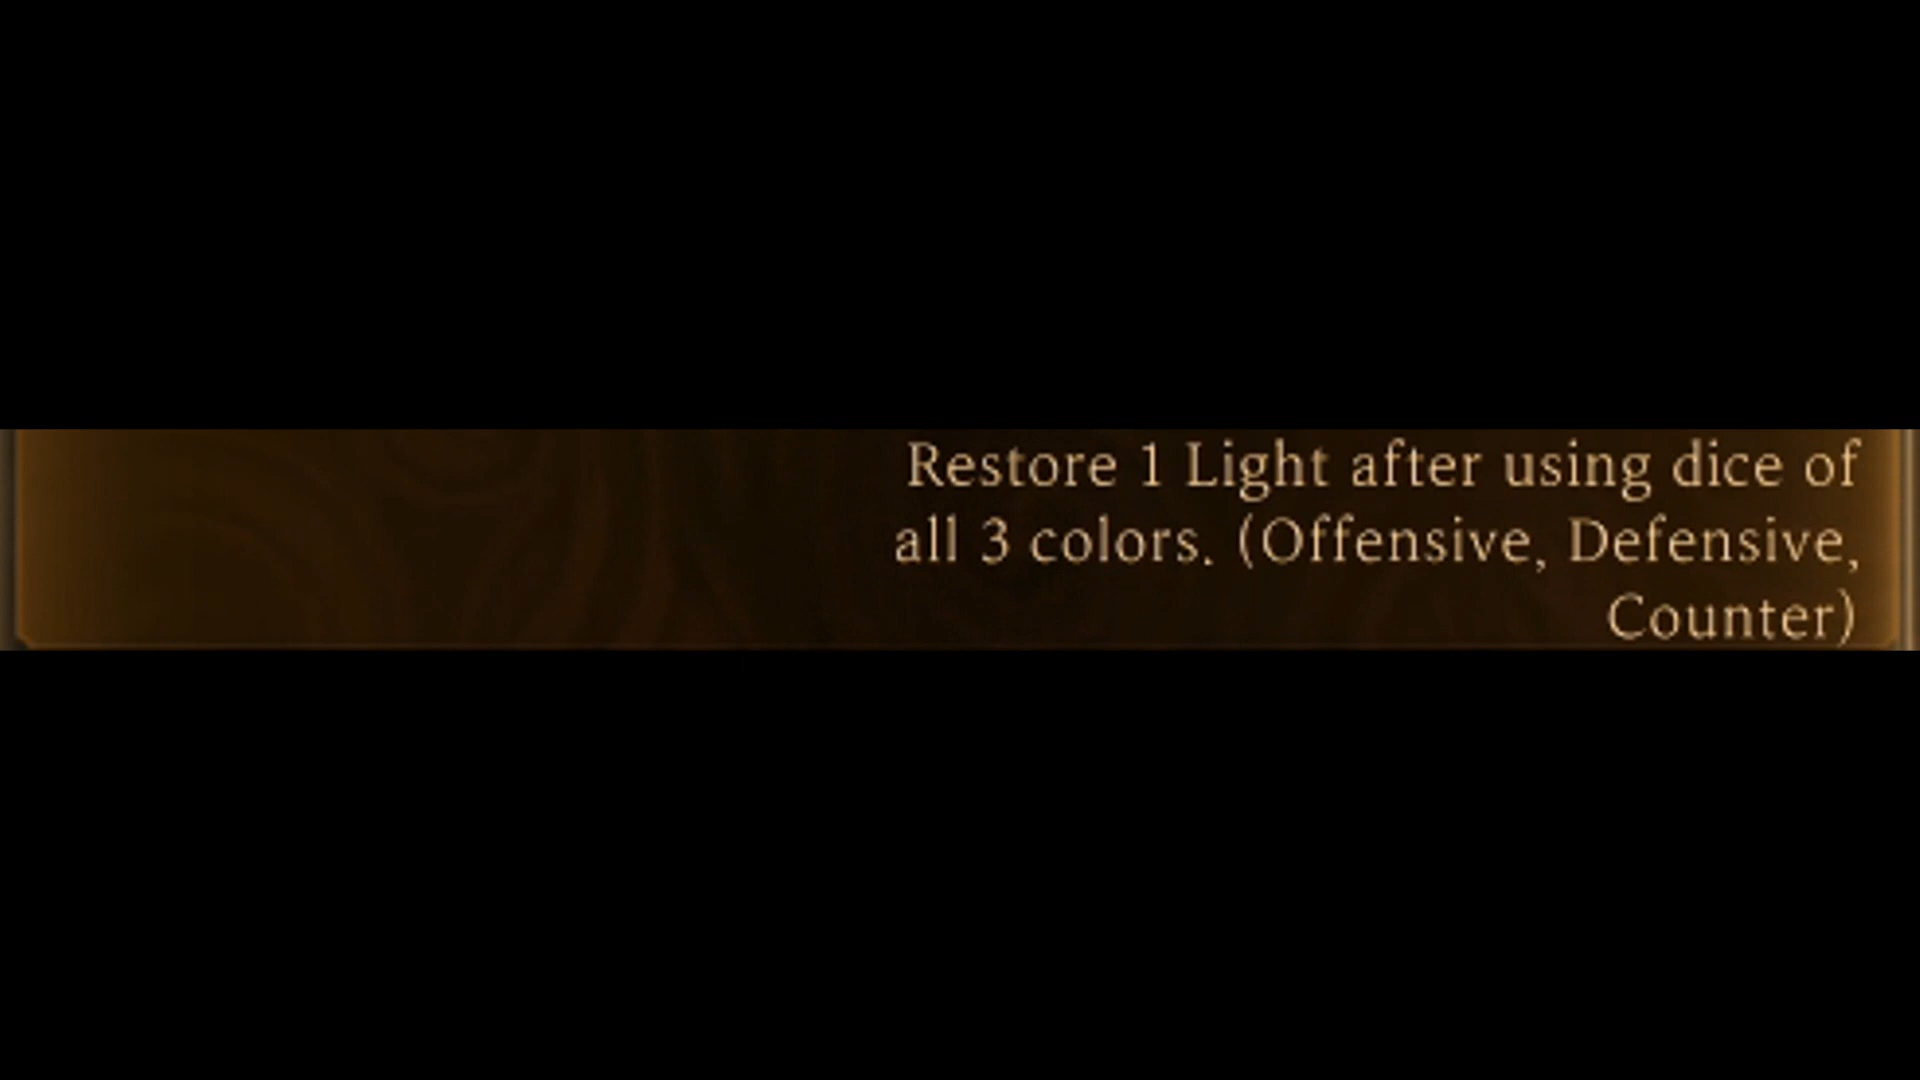 Restore 1 Light after using dice of
all 3 colors. (Offensive, Defensive,
Counter)